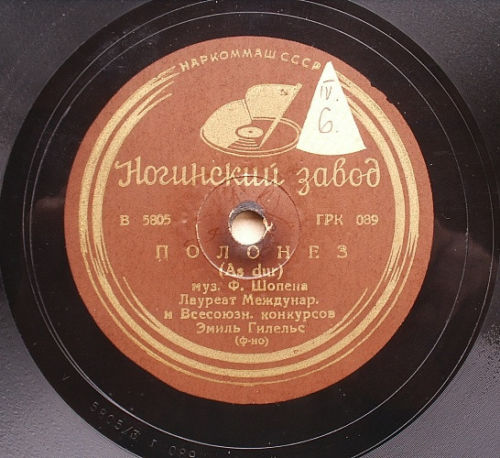 НАРКОММАШ СССР
IV.
6.
Ногинский завод
В 5805 ГРК 089
ПОЛОНЕЗ
(As dur)
муз. Ф. Шопена
Лауреат Междунар.
и Всесоюзн. конкурсов
Эмиль Гилельс
(ф-но)